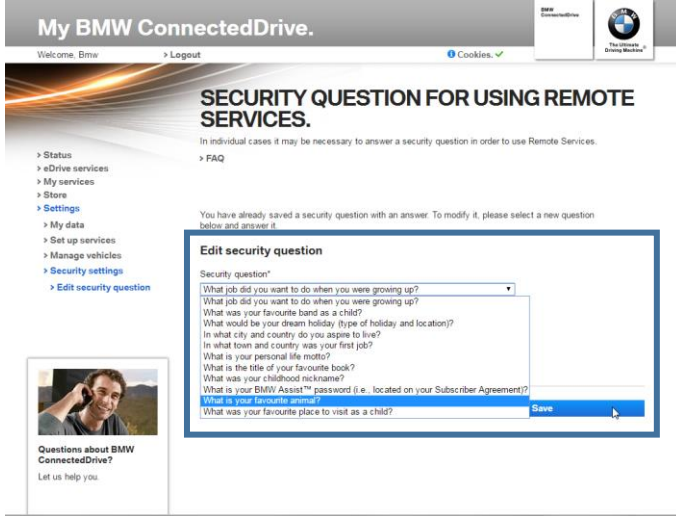 My BMW ConnectedDrive.
BMW
ConnectedDrive
BMW
The Ultimate
Driving Machine®
Welcome, Bmw
> Logout
Cookies.
SECURITY QUESTION FOR USING REMOTE
SERVICES.
In individual cases it may be necessary to answer a security question in order to use Remote Services.
> FAQ
> Status
> eDrive services
> My services
> Store
> Settings
> My data
> Set up services
> Manage vehicles
> Security settings
> Edit security question
You have already saved a security question with an answer. To modify it, please select a new question
below and answer it.
Edit security question
Security question*
What job did you want to do when you were growing up?
What job did you want to do when you were growing up?
What was your favourite band as a child?
What would be your dream holiday (type of holiday and location)?
In what city and country do you aspire to live?
In what town and country was your first job?
What is your personal life motto?
What is the title of your favourite book?
What was your childhood nickname?
What is your BMW Assist™ password (i.e., located on your Subscriber Agreement)?
What is your favourite animal?
What was your favourite place to visit as a child?
Save
Questions about BMW
ConnectedDrive?
Let us help you.